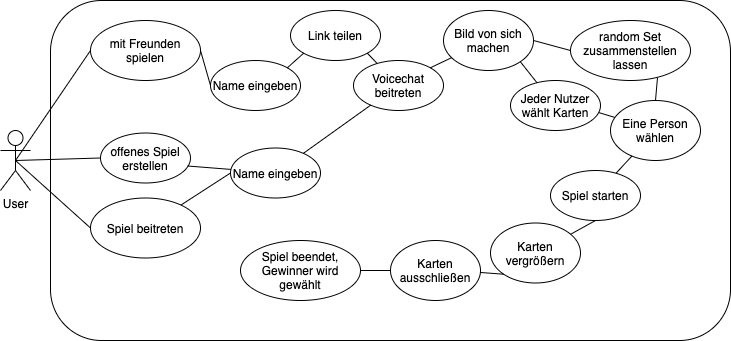 mit Freunden
spielen
Name eingeben
Link teilen
Voicechat
beitreten
Bild von sich
machen
random Set
zusammenstellen
lassen
Jeder Nutzer
wählt Karten
Eine Person
wählen
offenes Spiel
erstellen
Name eingeben
Spiel beitreten
User
Spiel starten
Karten
vergrößern
Karten
ausschließen
Spiel beendet,
Gewinner wird
gewählt